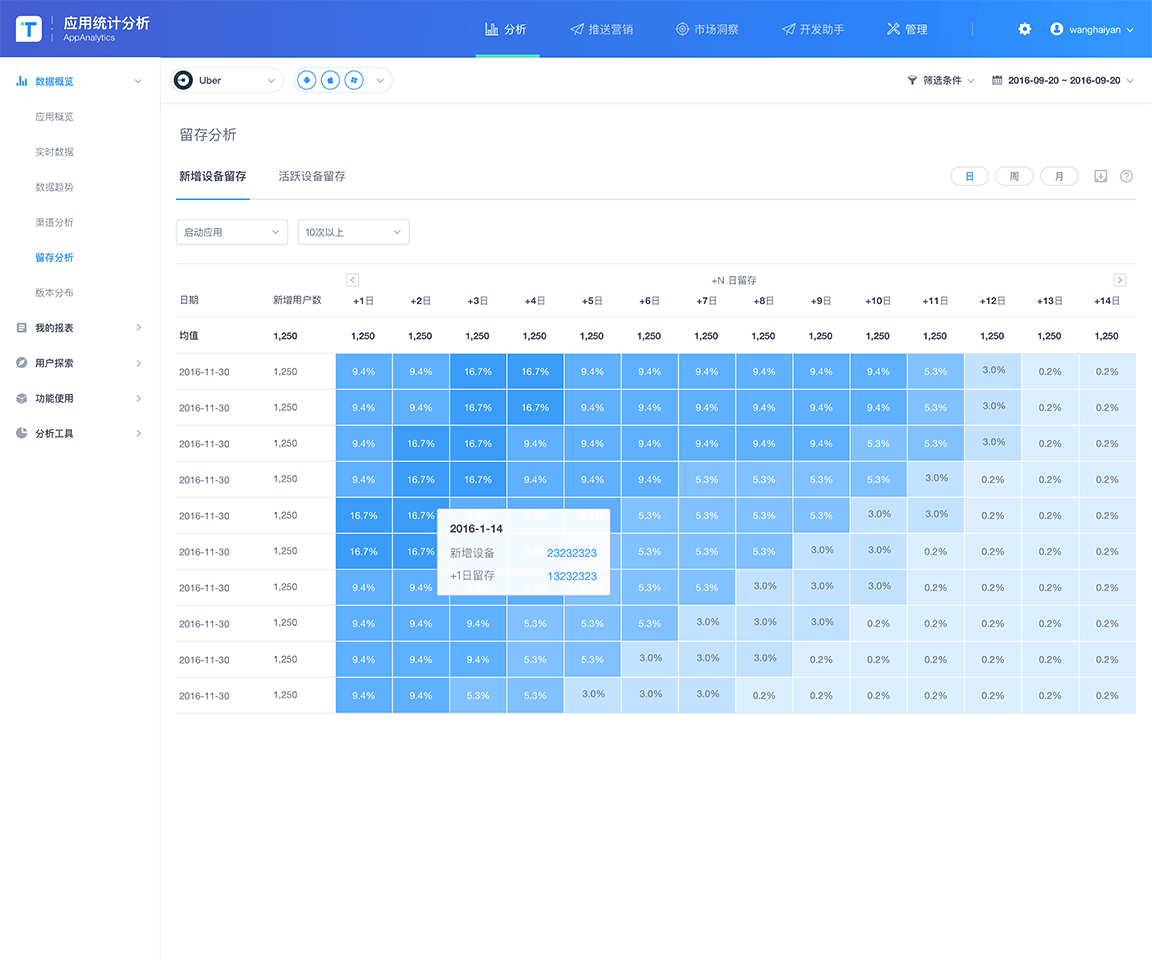 T 应用统计分析 AppAnalytics
分析 推送营销 市场洞察 开发助手 管理 wanghaiyan
数据概览
应用概览
实时数据
数据趋势
渠道分析
留存分析
版本分布
我的报表
用户探索
功能使用
分析工具
Uber 筛选条件 2016-09-20 ~ 2016-09-20
留存分析
新增设备留存 活跃设备留存 日 周 月
启动应用 10次以上
+N 日留存
日期 新增用户数 +1日 +2日 +3日 +4日 +5日 +6日 +7日 +8日 +9日 +10日 +11日 +12日 +13日 +14日
均值 1,250 1,250 1,250 1,250 1,250 1,250 1,250 1,250 1,250 1,250 1,250 1,250 1,250 1,250 1,250
2016-11-30 1,250 9.4% 9.4% 16.7% 16.7% 9.4% 9.4% 9.4% 9.4% 9.4% 9.4% 5.3% 3.0% 0.2% 0.2%
2016-11-30 1,250 9.4% 9.4% 16.7% 16.7% 9.4% 9.4% 9.4% 9.4% 9.4% 9.4% 5.3% 3.0% 0.2% 0.2%
2016-11-30 1,250 9.4% 16.7% 16.7% 9.4% 9.4% 9.4% 9.4% 9.4% 9.4% 5.3% 5.3% 3.0% 0.2% 0.2%
2016-11-30 1,250 9.4% 16.7% 16.7% 9.4% 9.4% 9.4% 5.3% 5.3% 5.3% 5.3% 3.0% 0.2% 0.2% 0.2%
2016-11-30 1,250 16.7% 16.7% 5.3% 5.3% 5.3% 5.3% 3.0% 3.0% 0.2% 0.2% 0.2%
2016-11-30 1,250 16.7% 16.7% 5.3% 5.3% 5.3% 3.0% 3.0% 0.2% 0.2% 0.2% 0.2%
2016-11-30 1,250 9.4% 9.4% 5.3% 5.3% 3.0% 3.0% 3.0% 0.2% 0.2% 0.2% 0.2%
2016-1-14
新增设备 23232323
+1日留存 13232323
2016-11-30 1,250 9.4% 9.4% 9.4% 5.3% 5.3% 5.3% 3.0% 3.0% 3.0% 0.2% 0.2% 0.2% 0.2% 0.2%
2016-11-30 1,250 9.4% 9.4% 9.4% 5.3% 5.3% 3.0% 3.0% 3.0% 0.2% 0.2% 0.2% 0.2% 0.2% 0.2%
2016-11-30 1,250 9.4% 9.4% 5.3% 5.3% 3.0% 3.0% 3.0% 0.2% 0.2% 0.2% 0.2% 0.2% 0.2% 0.2%